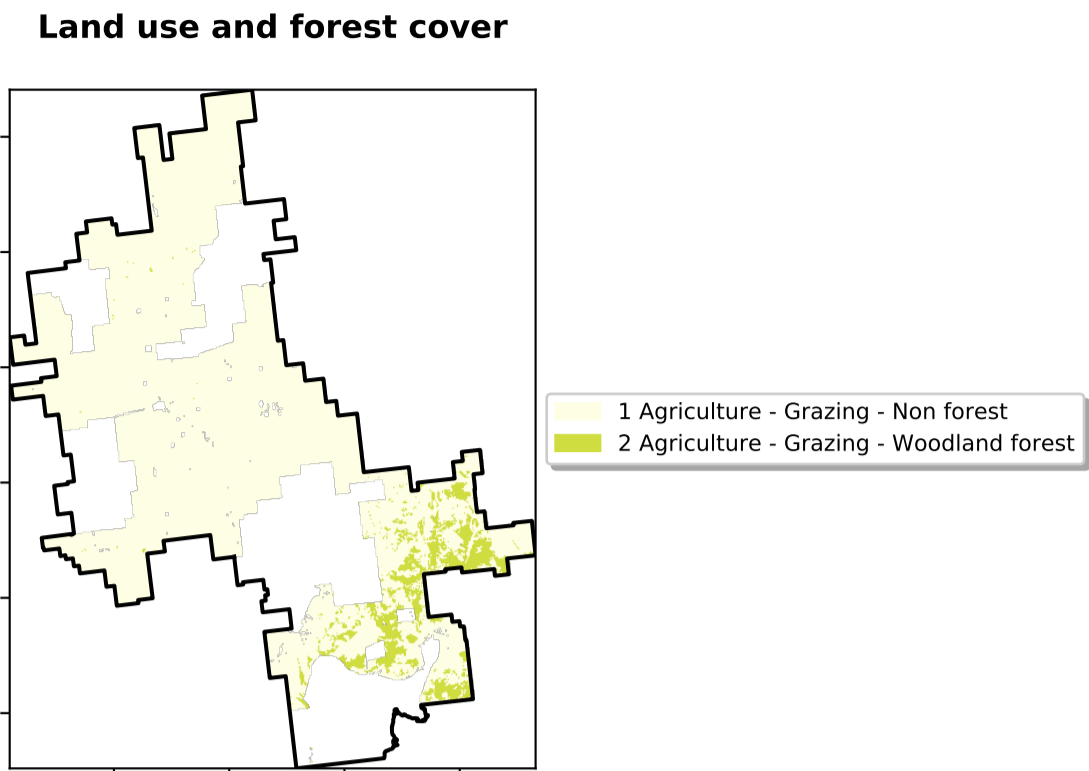 Land use and forest cover
1 Agriculture - Grazing - Non forest
2 Agriculture - Grazing - Woodland forest